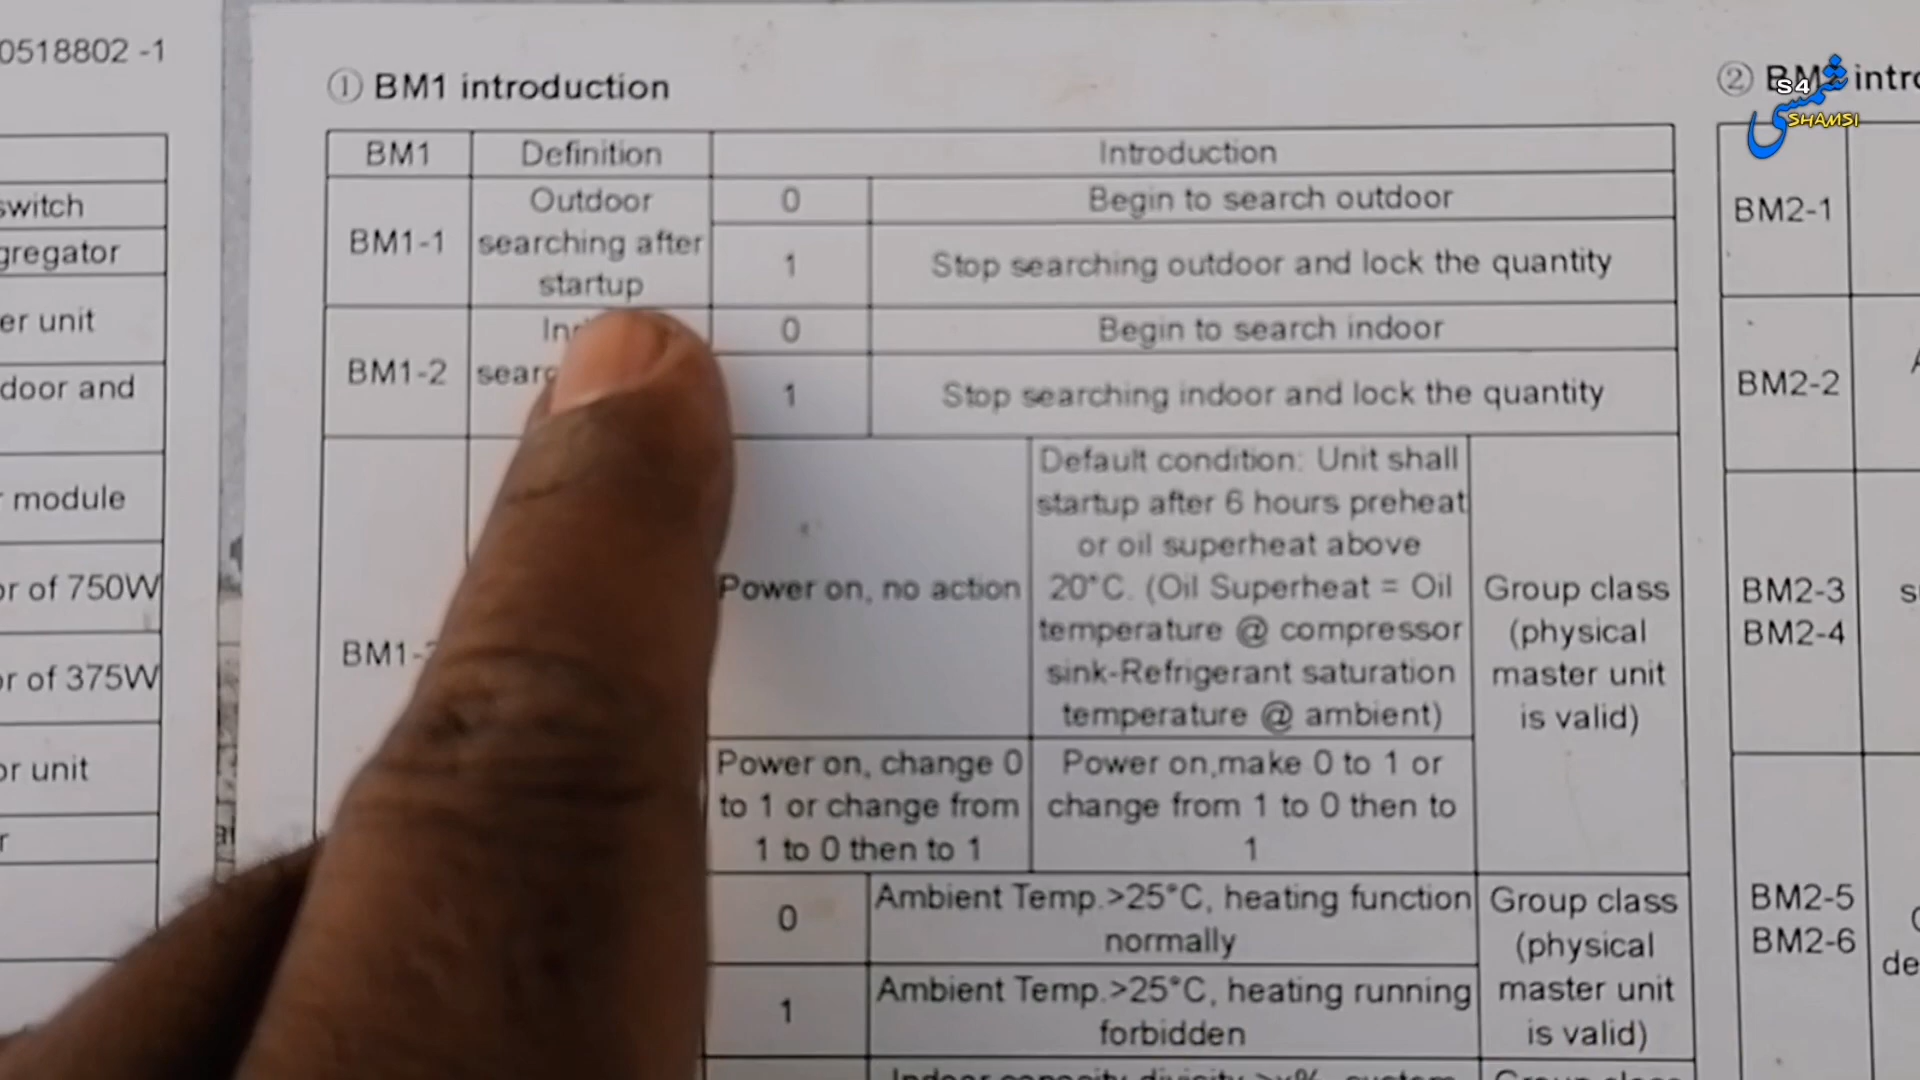 0518802 -1
switch
gregator
er unit
door and
module
or of 750W
or of 375W
or unit
r
① BM1 introduction
BM1 Definition Introduction
BM1-1
Outdoor
searching after
startup
0 Begin to search outdoor
1 Stop searching outdoor and lock the quantity
BM1-2
0 Begin to search indoor
1 Stop searching indoor and lock the quantity
Power on, no action
Default condition: Unit shall
startup after 6 hours preheat
or oil superheat above
20°C. (Oil Superheat = Oil
temperature @ compressor
sink-Refrigerant saturation
temperature @ ambient)
Group class
(physical
master unit
is valid)
Power on, change 0
to 1 or change from
1 to 0 then to 1
Power on,make 0 to 1 or
change from 1 to 0 then to
1
0
Ambient Temp.>25°C, heating function
normally
1
Ambient Temp.>25°C, heating running
forbidden
Group class
(physical
master unit
is valid)
②
BM2-1
BM2-2
BM2-3
BM2-4
BM2-5
BM2-6
de
S4
شمسی
SHAMSI